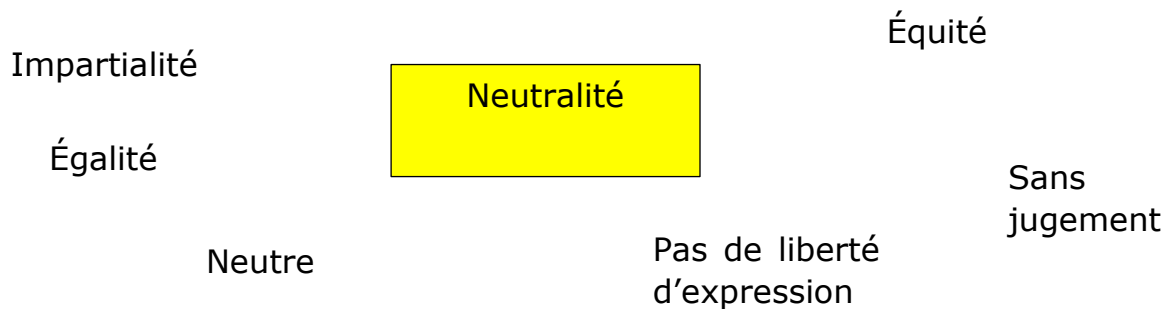 Équité
Impartialité
Neutralité
Égalité
Sans
jugement
Pas de liberté
d’expression
Neutre